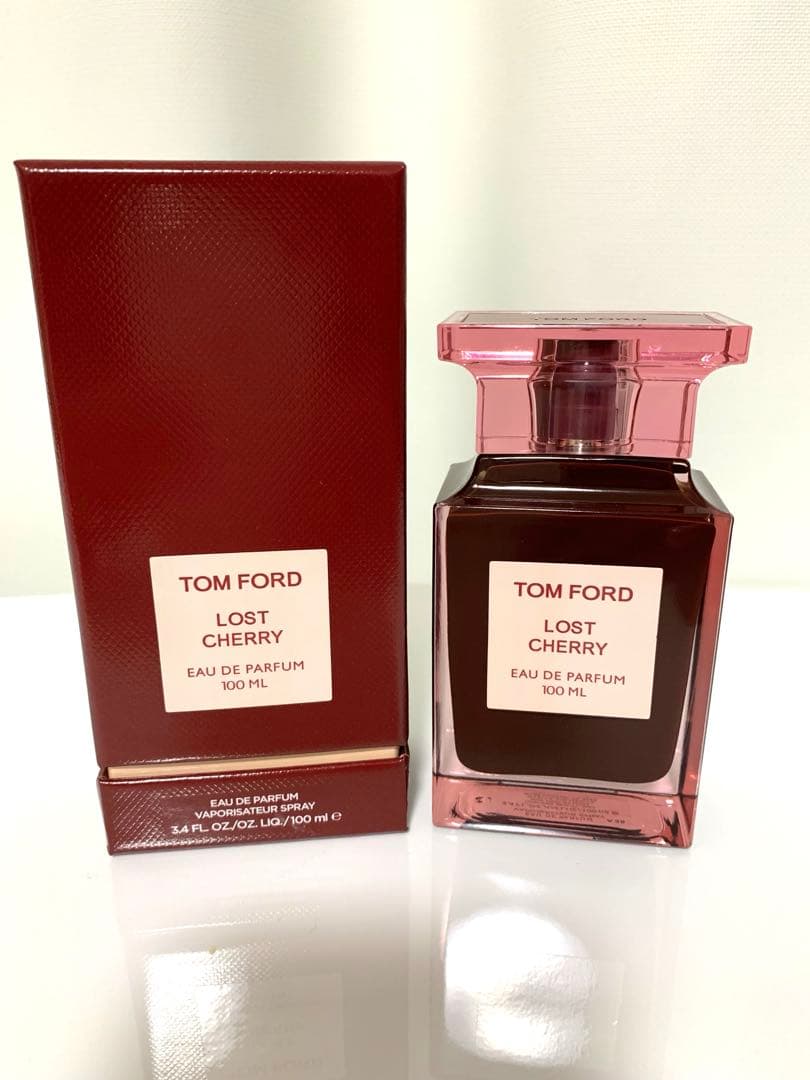 TOM FORD
LOST
CHERRY
EAU DE PARFUM
100 ML
EAU DE PARFUM
VAPORISATEUR SPRAY
3.4 FL. OZ./OZ. LIQ./100 ml ℮
TOM FORD
TOM FORD
LOST
CHERRY
EAU DE PARFUM
100 ML